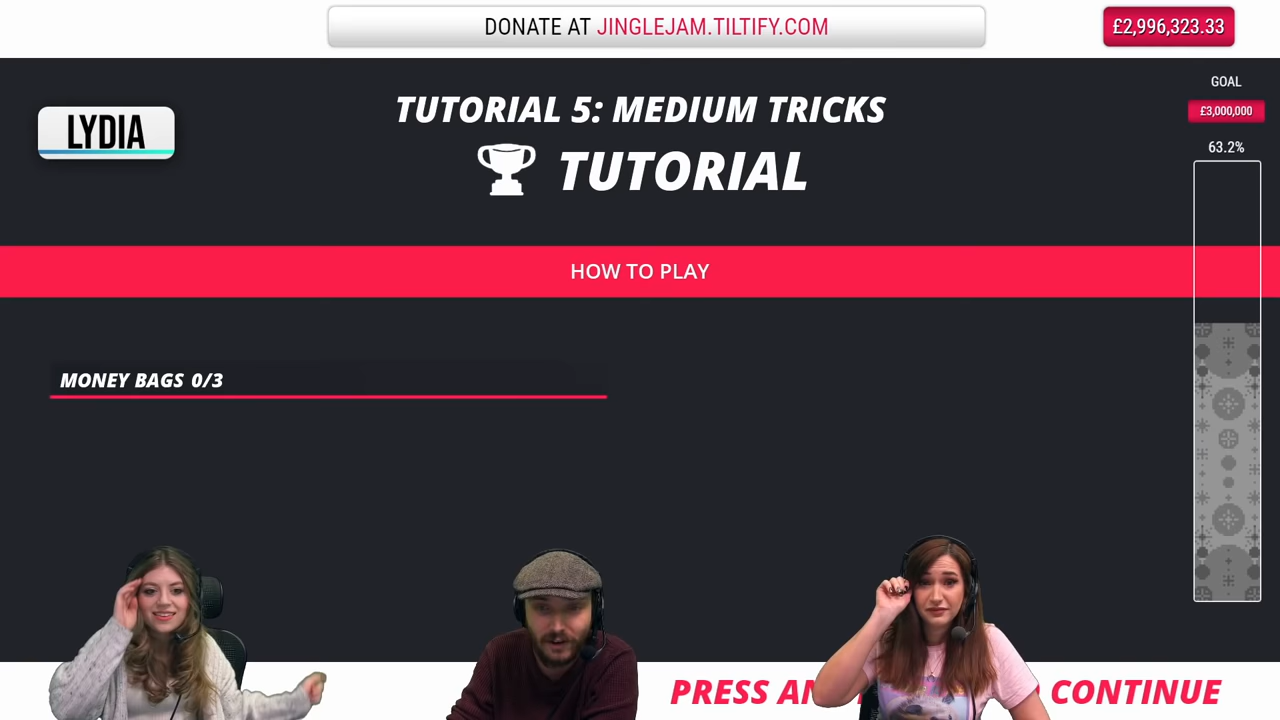 DONATE AT JINGLEJAM.TILTIFY.COM
£2,996,323.33
GOAL
£3,000,000
63.2%
LYDIA
TUTORIAL 5: MEDIUM TRICKS
TUTORIAL
HOW TO PLAY
MONEY BAGS 0/3
PRESS CONTINUE